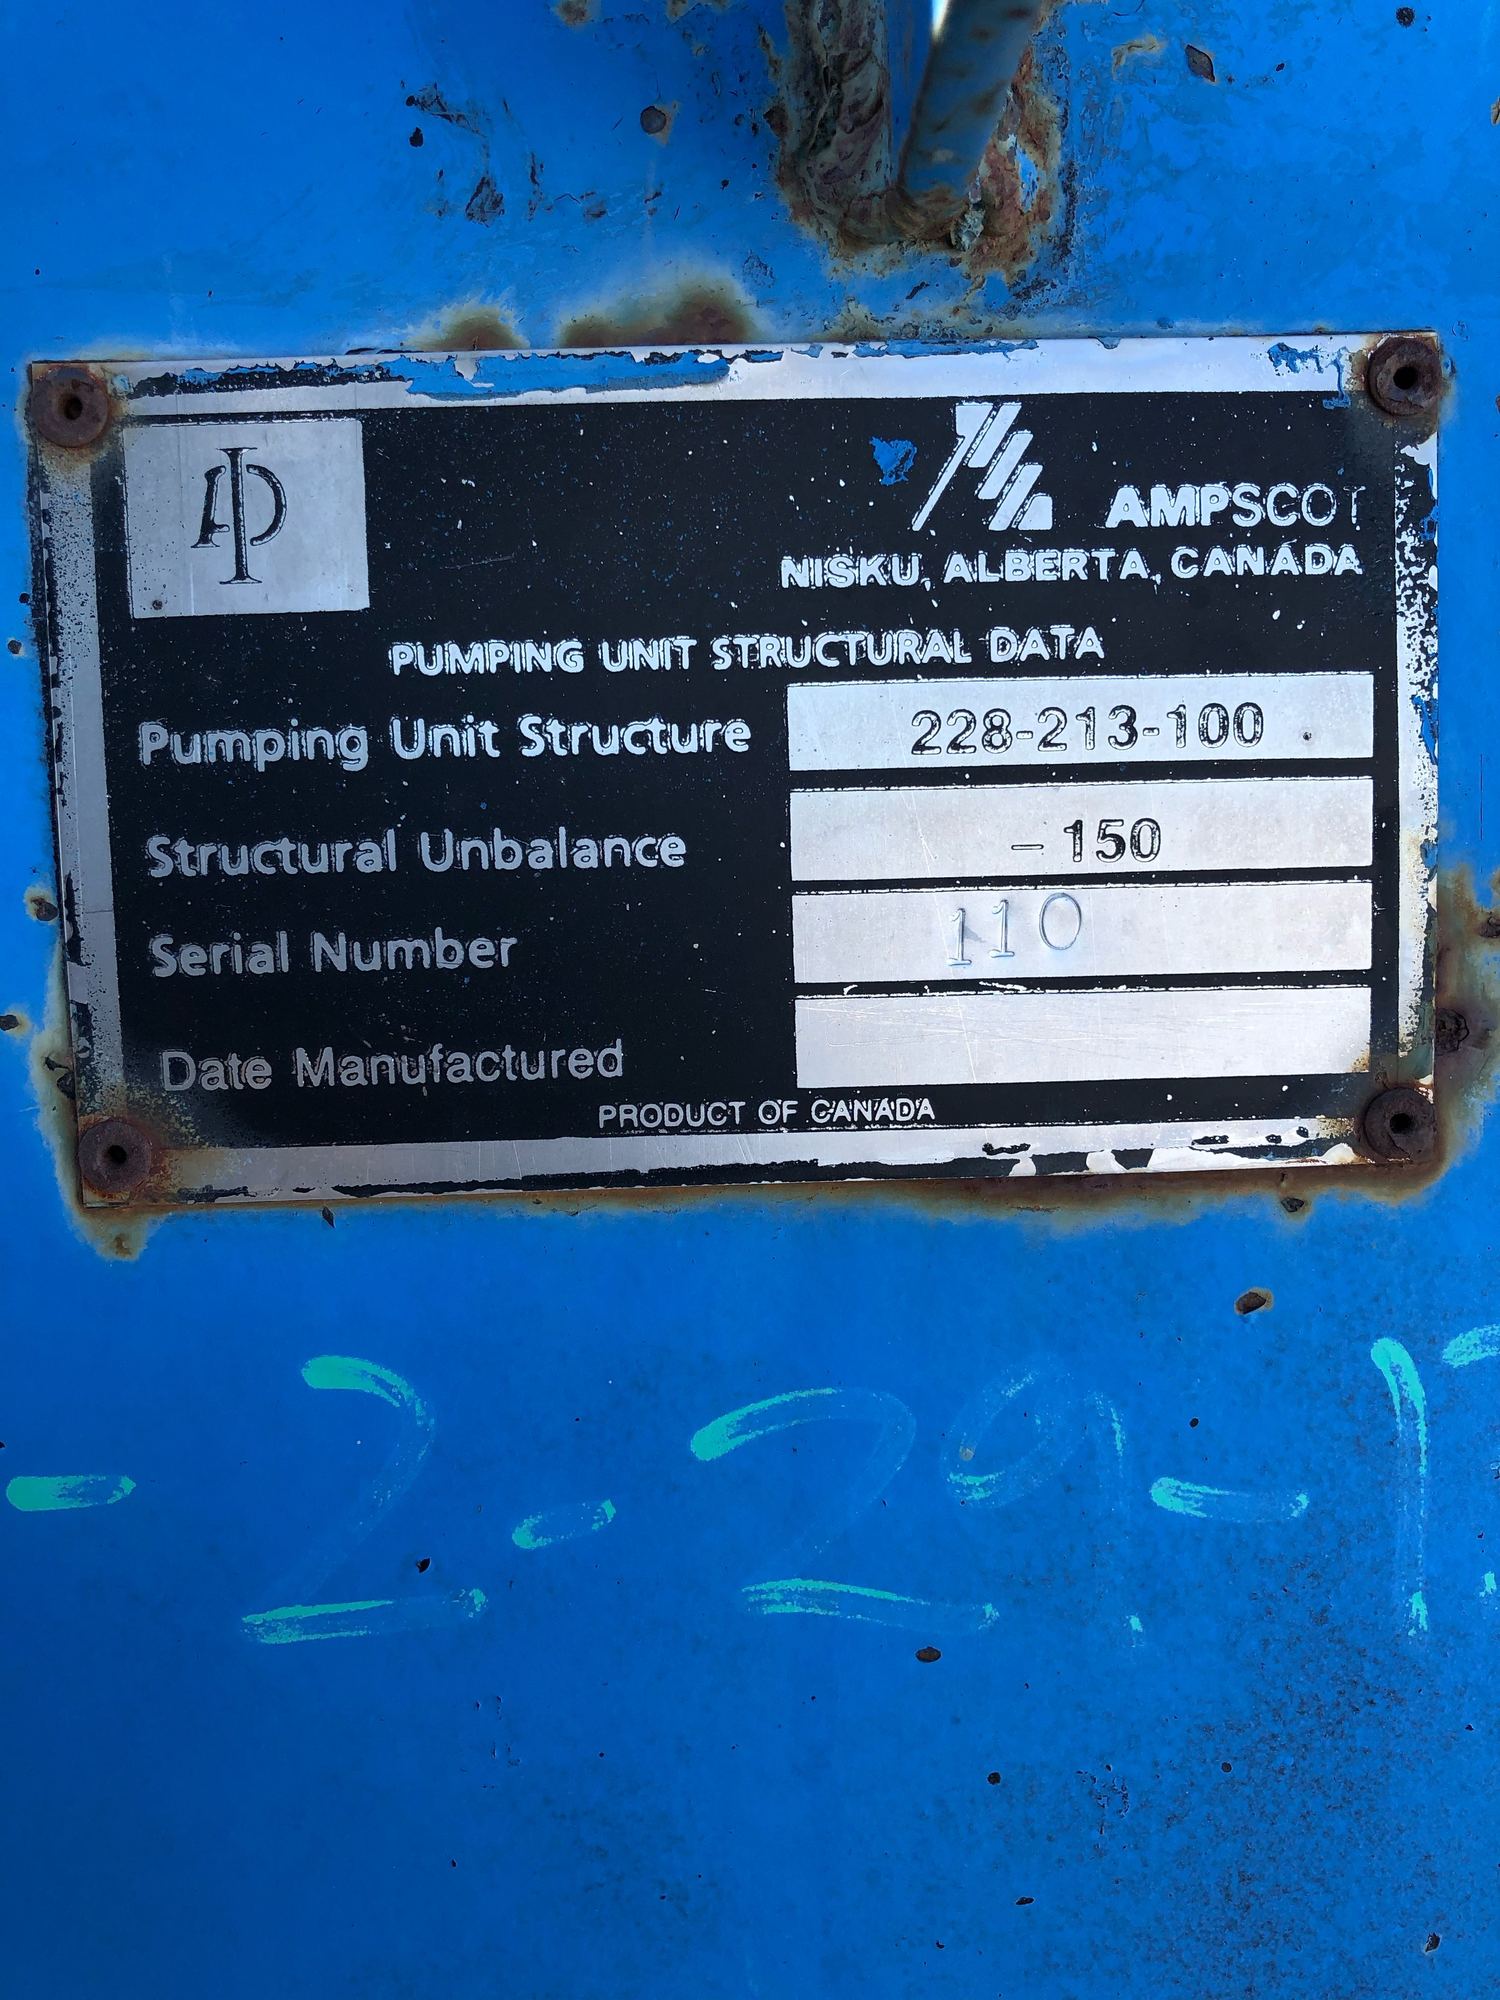 API
AMPSCOT
NISKU, ALBERTA, CANADA
PUMPING UNIT STRUCTURAL DATA
Pumping Unit Structure 228-213-100
Structural Unbalance – 150
Serial Number 110
Date Manufactured
PRODUCT OF CANADA